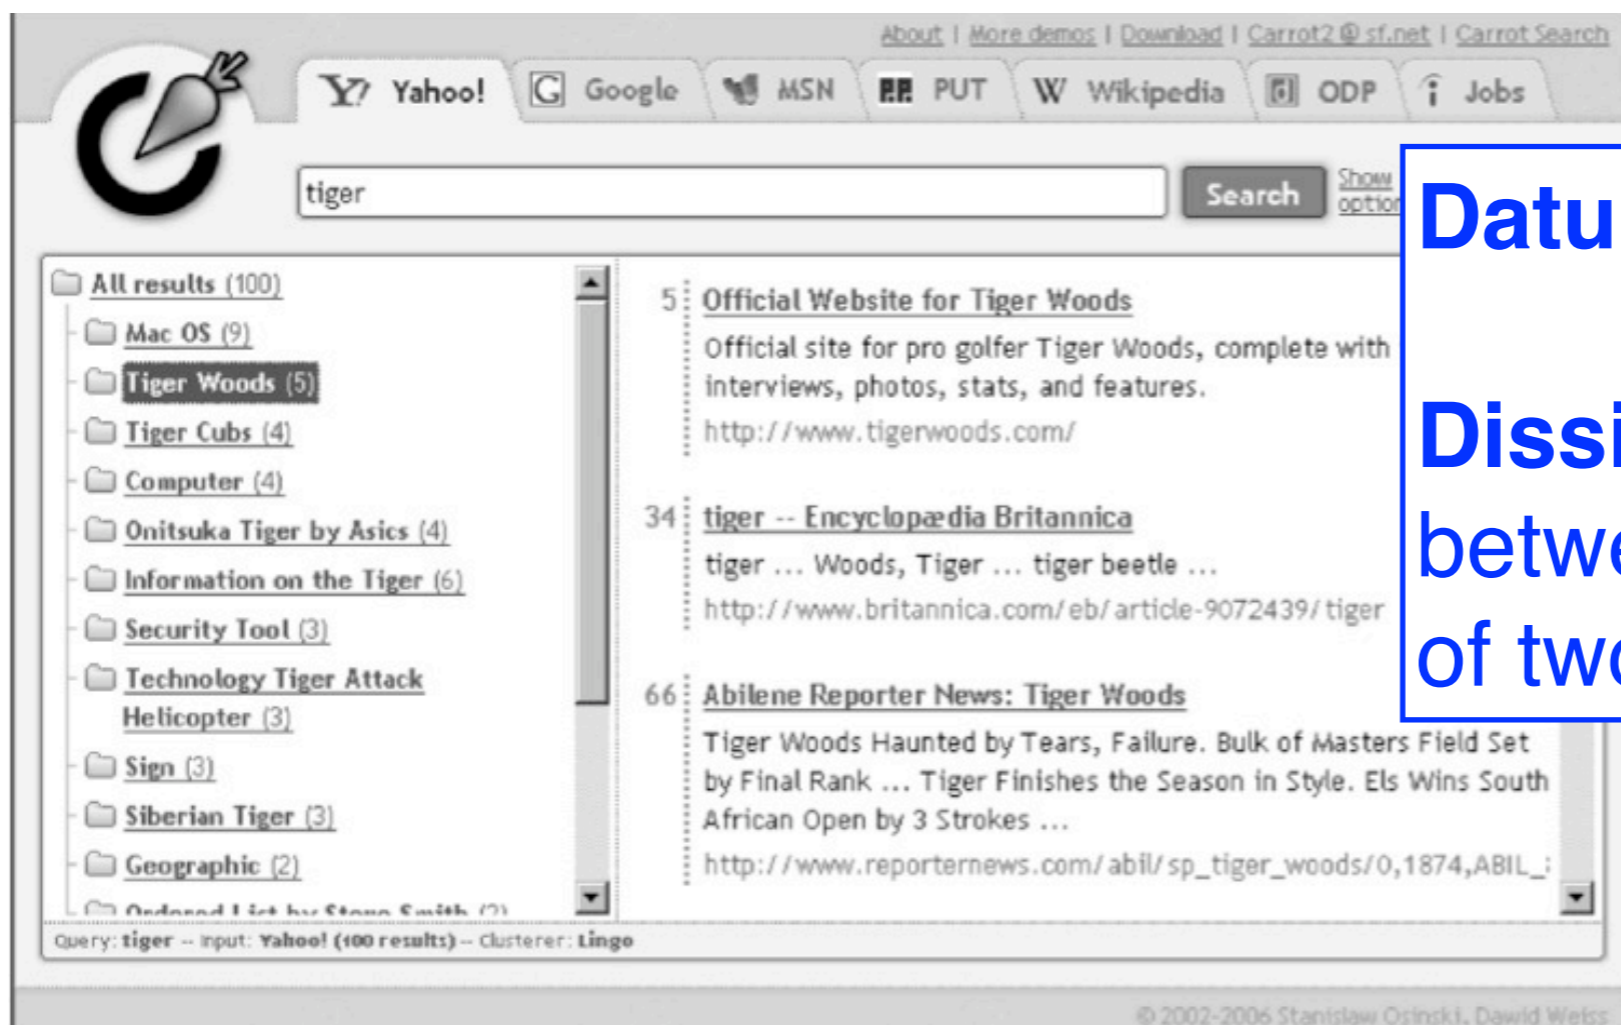 About | More demos | Download | Carrot2 @ sf.net | Carrot Search
Yahoo!
Google
MSN
PUT
Wikipedia
ODP
Jobs
tiger
Search
Show
option
Datu
Dissi
betwe
of two
All results (100)
Mac OS (9)
Tiger Woods (5)
Tiger Cubs (4)
Computer (4)
Onitsuka Tiger by Asics (4)
Information on the Tiger (6)
Security Tool (3)
Technology Tiger Attack
Helicopter (3)
Sign (3)
Siberian Tiger (3)
Geographic (2)
Ordered List by Steve Smith (2)
5 Official Website for Tiger Woods
Official site for pro golfer Tiger Woods, complete with
interviews, photos, stats, and features.
http://www.tigerwoods.com/
34 tiger -- Encyclopædia Britannica
tiger ... Woods, Tiger ... tiger beetle ...
http://www.britannica.com/eb/article-9072439/tiger
66 Abilene Reporter News: Tiger Woods
Tiger Woods Haunted by Tears, Failure. Bulk of Masters Field Set
by Final Rank ... Tiger Finishes the Season in Style. Els Wins South
African Open by 3 Strokes ...
http://www.reporternews.com/abil/sp_tiger_woods/0,1874,ABIL_
Query: tiger -- Input: Yahoo! (100 results) -- Clusterer: Lingo
© 2002-2006 Stanislaw Osinski, Dawid Weiss